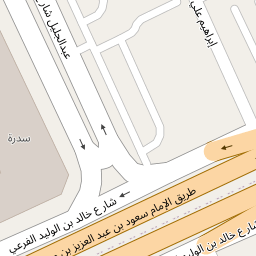 عبدالجليل
إبراهيم علي
سدرة
شارع خالد بن الوليد الفرعي
طريق الإمام سعود بن عبد العزيز بن
شارع خالد بن الوليد